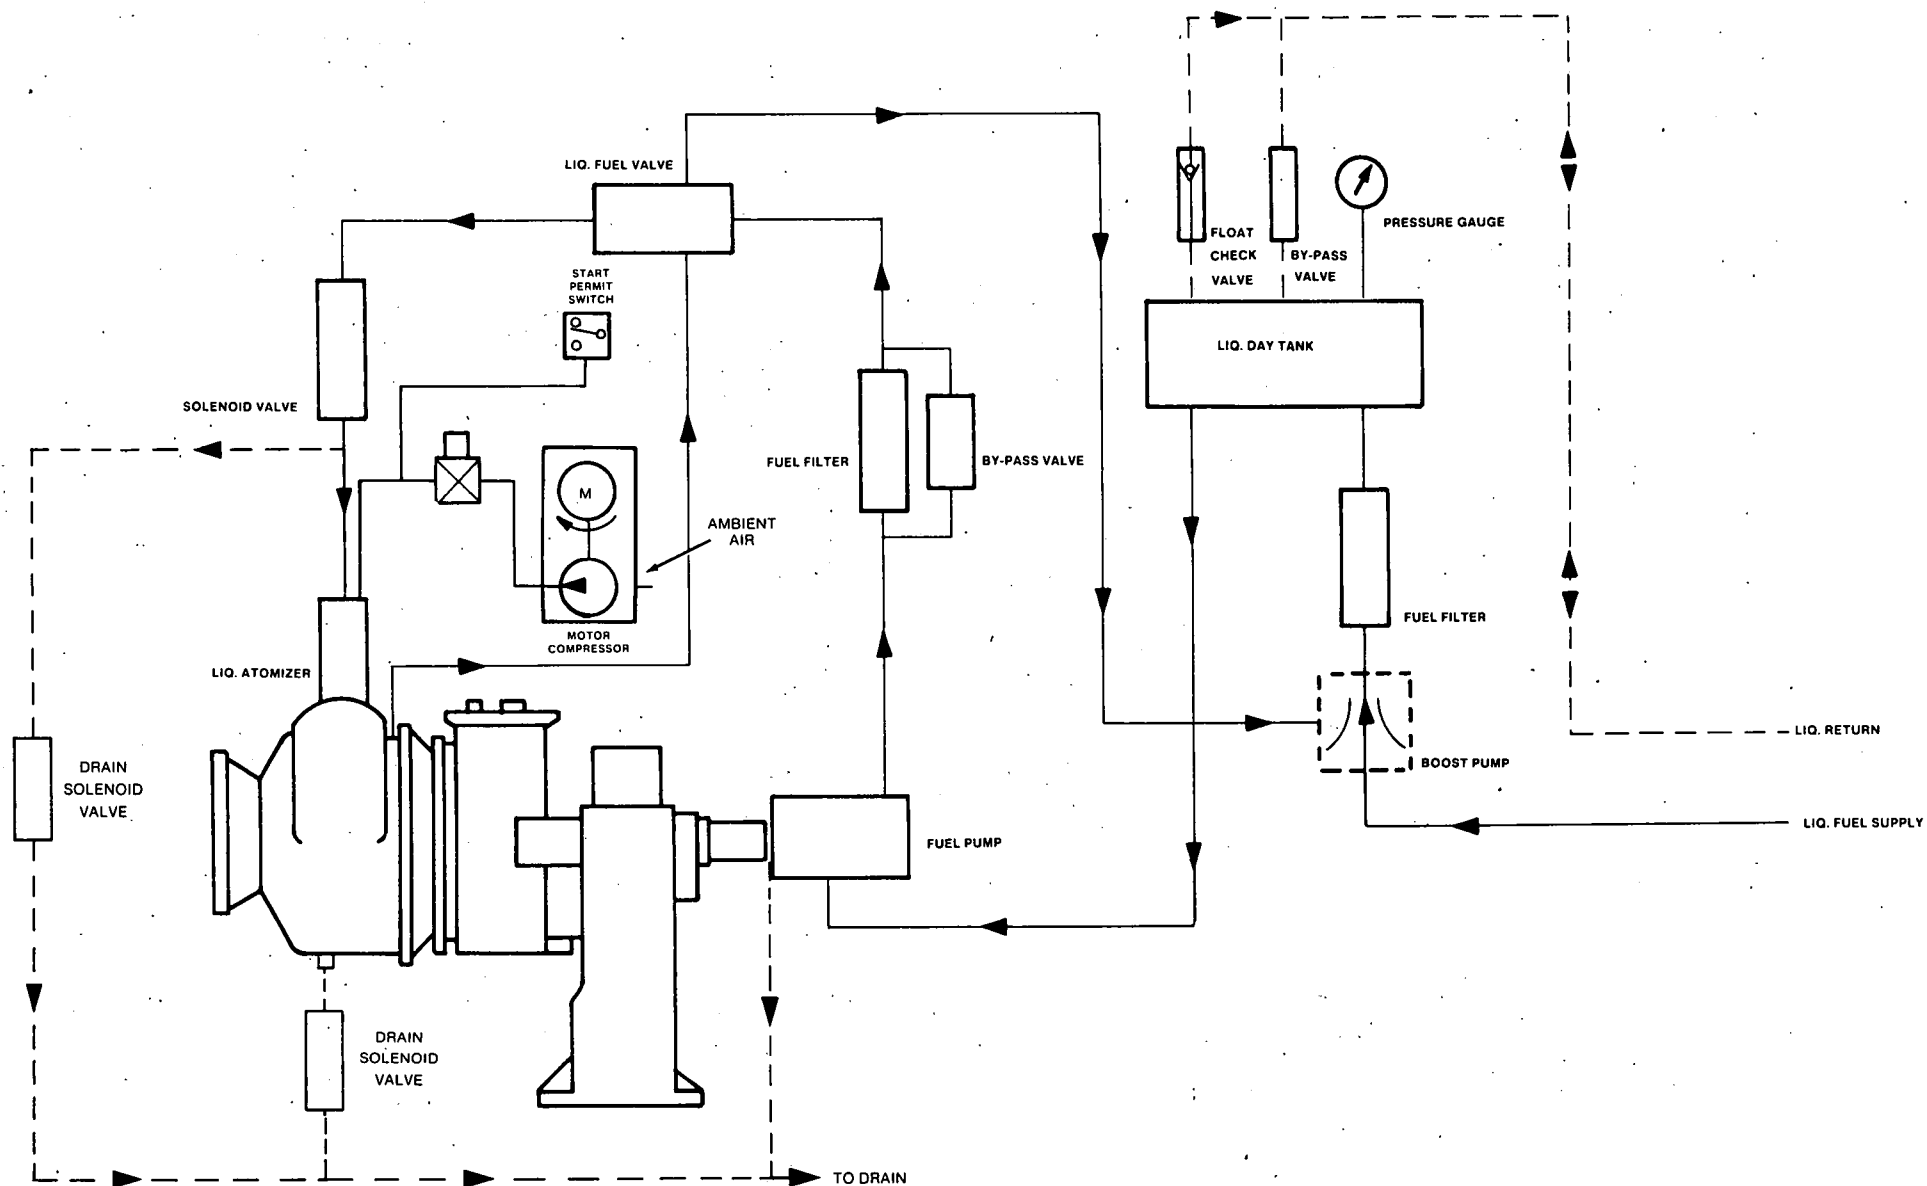 LIQ. FUEL VALVE
FLOAT
CHECK
VALVE
BY-PASS
VALVE
PRESSURE GAUGE
START
PERMIT
SWITCH
LIQ. DAY TANK
SOLENOID VALVE
FUEL FILTER
BY-PASS VALVE
M
AMBIENT
AIR
FUEL FILTER
MOTOR
COMPRESSOR
LIQ. ATOMIZER
LIQ. RETURN
BOOST PUMP
DRAIN
SOLENOID
VALVE
LIQ. FUEL SUPPLY
FUEL PUMP
DRAIN
SOLENOID
VALVE
TO DRAIN